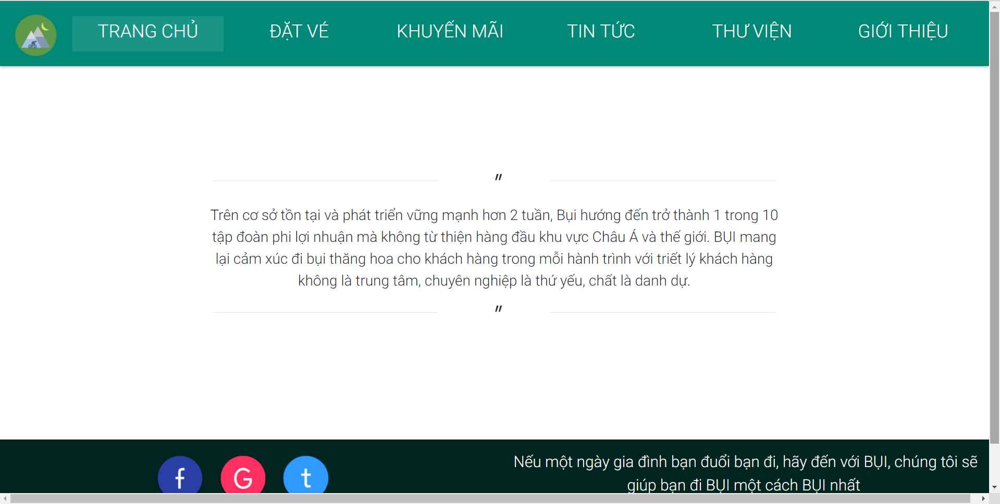 TRANG CHỦ ĐẶT VÉ KHUYẾN MÃI TIN TỨC THƯ VIỆN GIỚI THIỆU
"
Trên cơ sở tồn tại và phát triển vững mạnh hơn 2 tuần, Bụi hướng đến trở thành 1 trong 10
tập đoàn phi lợi nhuận mà không từ thiện hàng đầu khu vực Châu Á và thế giới. BỤI mang
lại cảm xúc đi bụi thăng hoa cho khách hàng trong mỗi hành trình với triết lý khách hàng
không là trung tâm, chuyên nghiệp là thứ yếu, chất là danh dự.
"
f G t
Nếu một ngày gia đình bạn đuổi bạn đi, hãy đến với BỤI, chúng tôi sẽ
giúp bạn đi BỤI một cách BỤI nhất